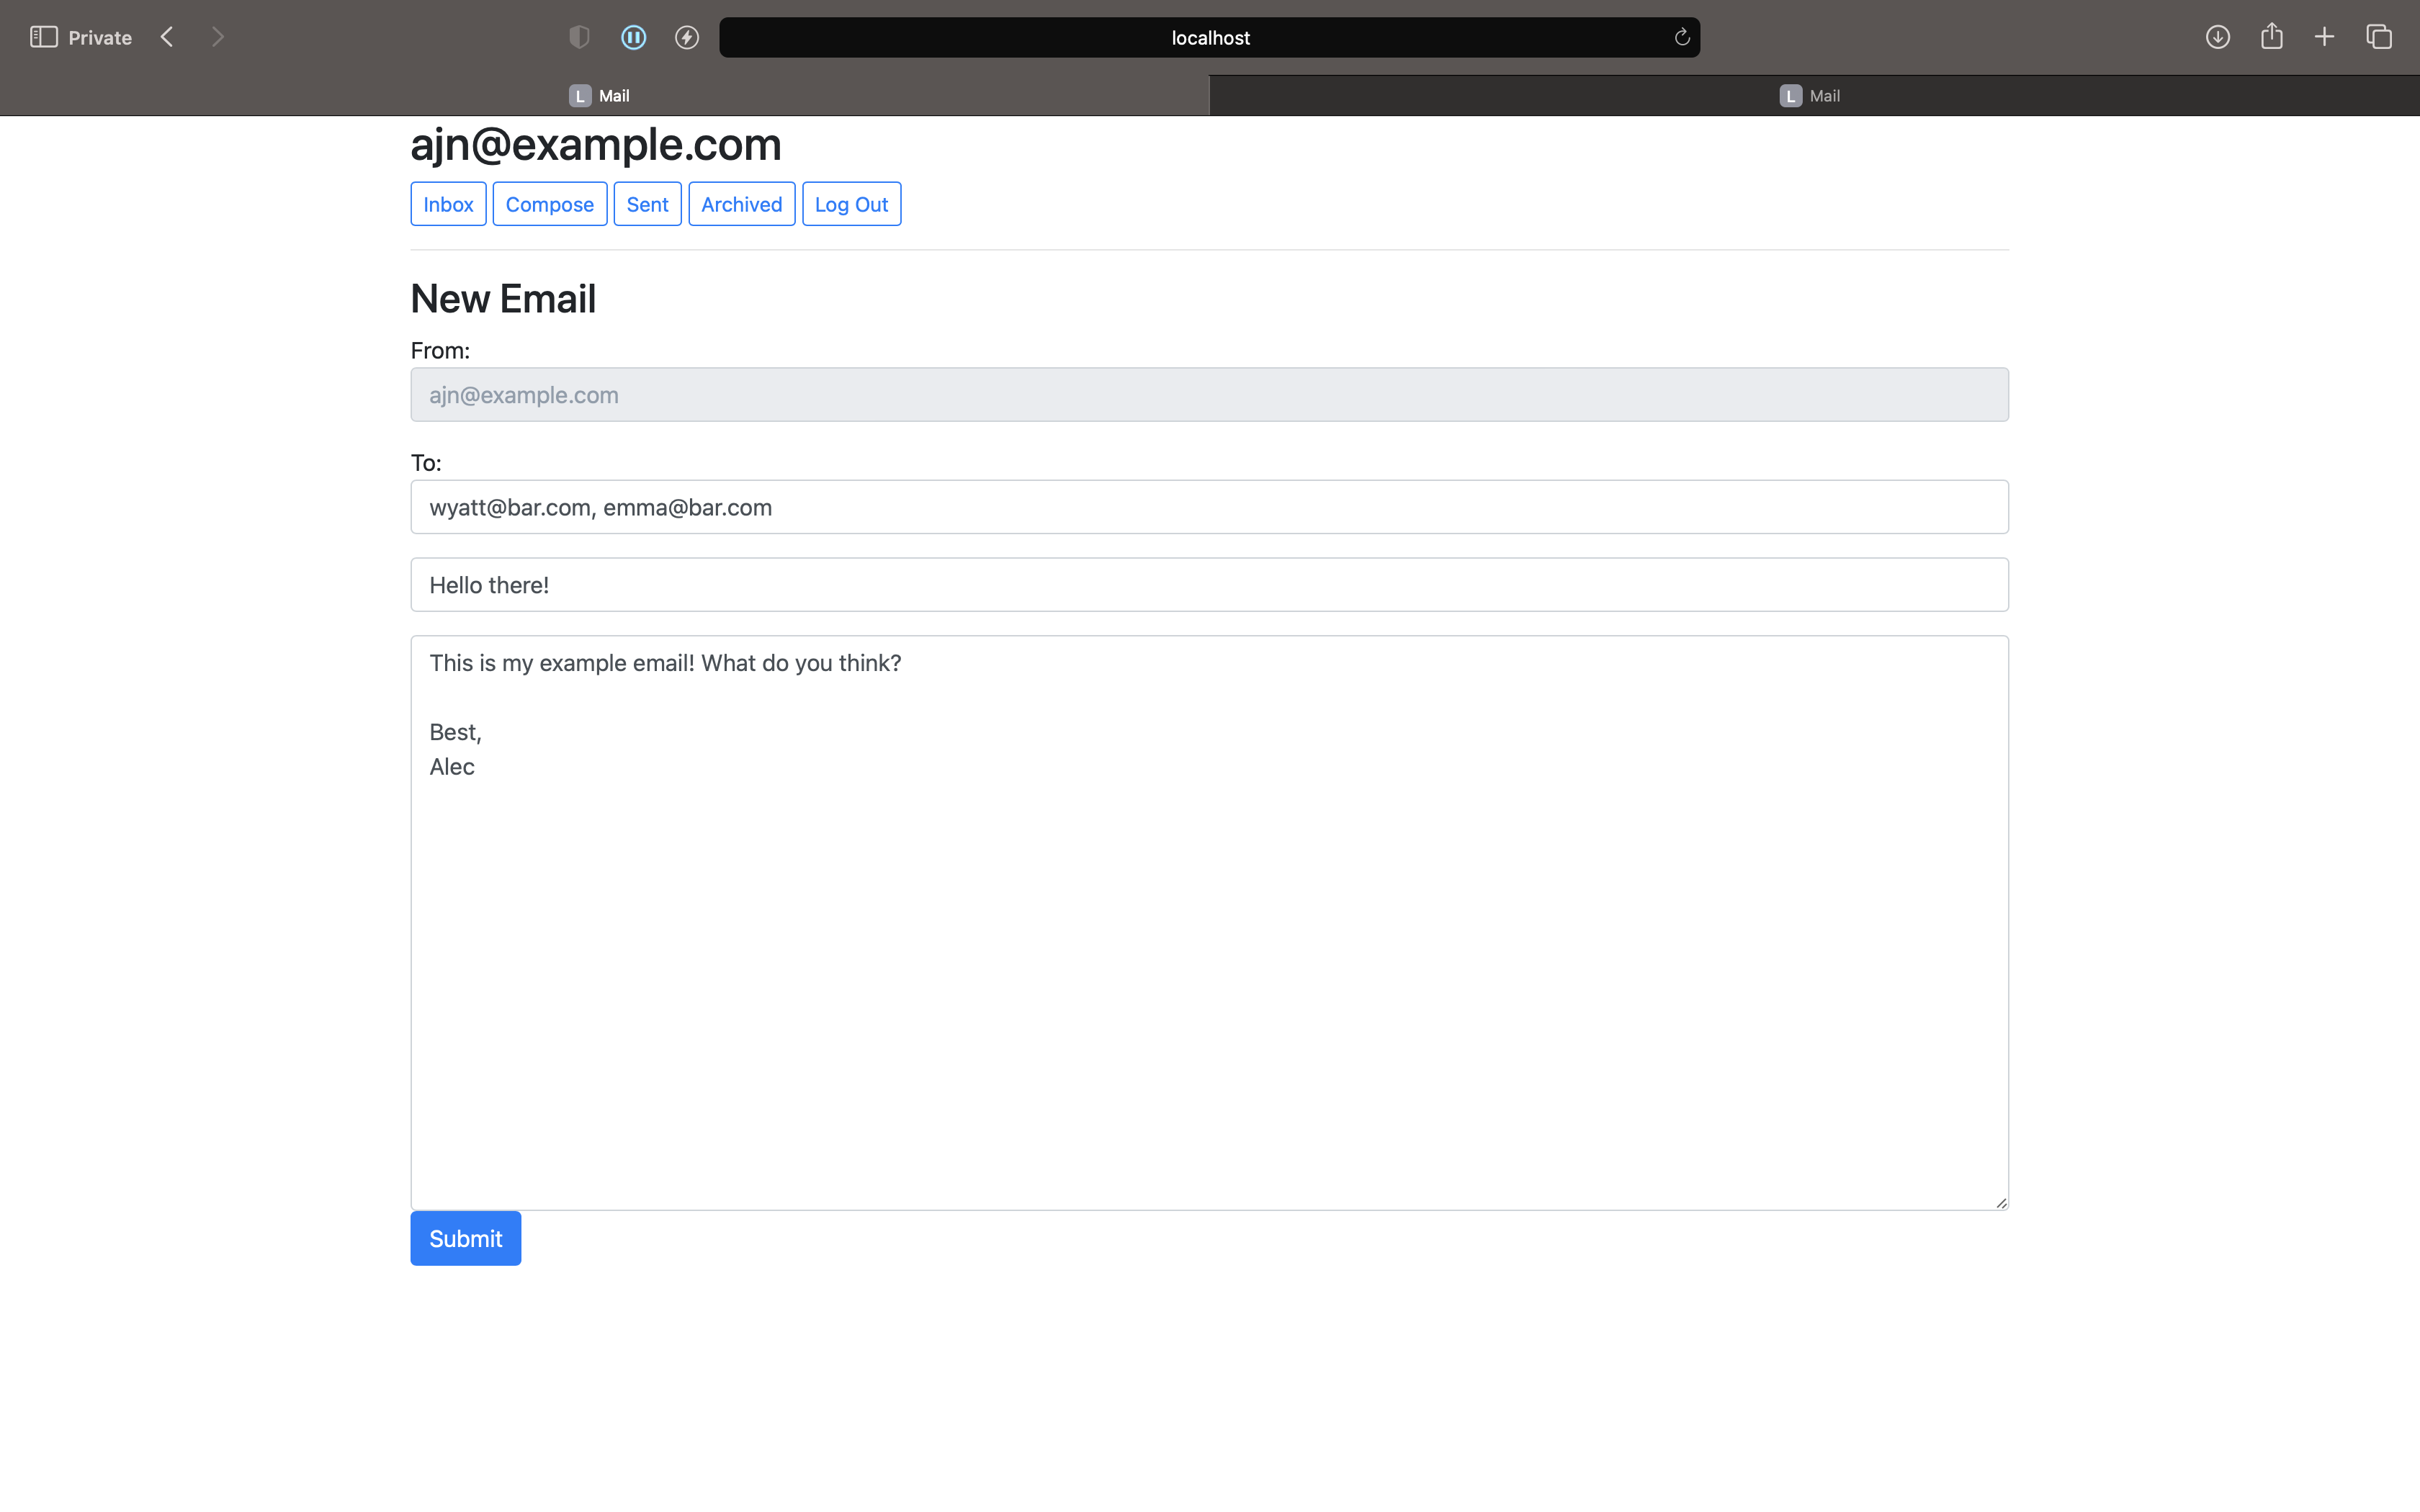 Private
localhost
L Mail
L Mail
ajn@example.com
Inbox Compose Sent Archived Log Out
New Email
From:
ajn@example.com
To:
wyatt@bar.com, emma@bar.com
Hello there!
This is my example email! What do you think?
Best,
Alec
Submit